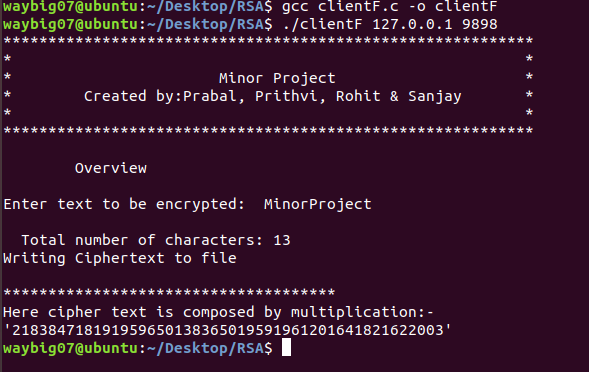 waybig07@ubuntu:~/Desktop/RSA$ gcc clientF.c -o clientF
waybig07@ubuntu:~/Desktop/RSA$ ./clientF 127.0.0.1 9898
***********************************************************
*                                                         *
*                       Minor Project                     *
*        Created by:Prabal, Prithvi, Rohit & Sanjay       *
*                                                         *
***********************************************************
        Overview
Enter text to be encrypted:  MinorProject
  Total number of characters: 13
Writing Ciphertext to file
*************************************
Here cipher text is composed by multiplication:-
'2183847181919596501383650195919612016418216220​03'
waybig07@ubuntu:~/Desktop/RSA$